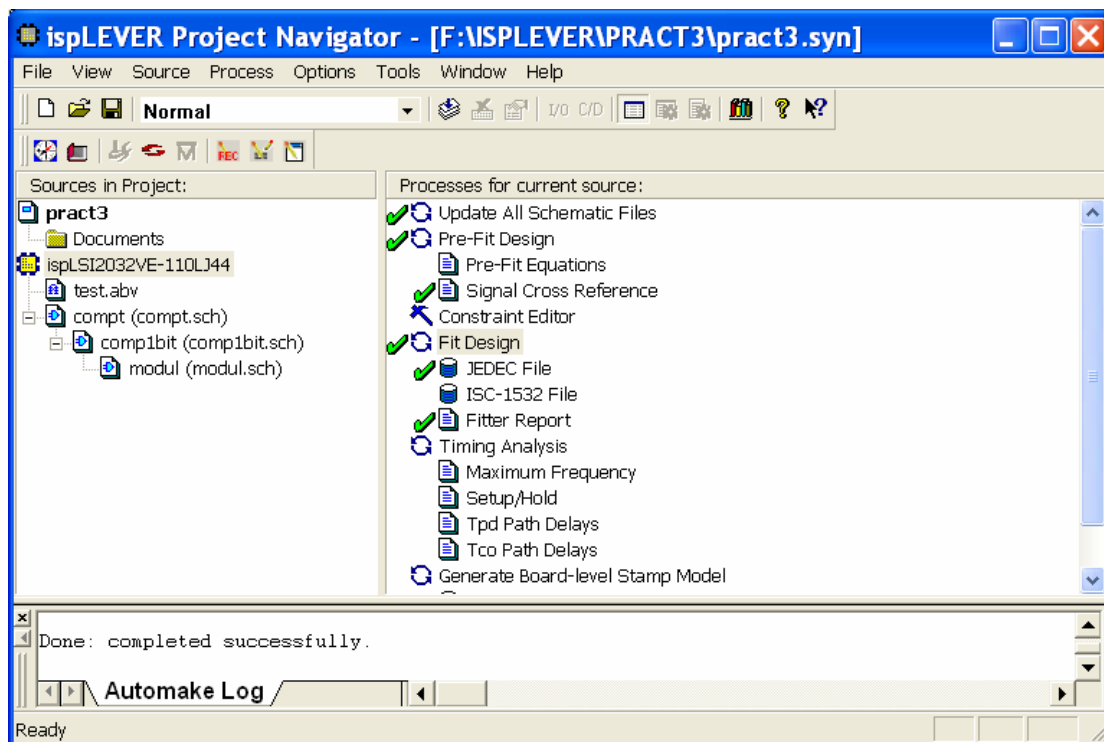 ispLEVER Project Navigator - [F:\ISPLEVER\PRACT3\pract3.syn]
File View Source Process Options Tools Window Help
Normal
I/O C/D
REC
Sources in Project:
pract3
Documents
ispLSI2032VE-110LJ44
test.abv
compt (compt.sch)
comp1bit (comp1bit.sch)
modul (modul.sch)
Processes for current source:
Update All Schematic Files
Pre-Fit Design
Pre-Fit Equations
Signal Cross Reference
Constraint Editor
Fit Design
JEDEC File
ISC-1532 File
Fitter Report
Timing Analysis
Maximum Frequency
Setup/Hold
Tpd Path Delays
Tco Path Delays
Generate Board-level Stamp Model
Done: completed successfully.
Automake Log
Ready